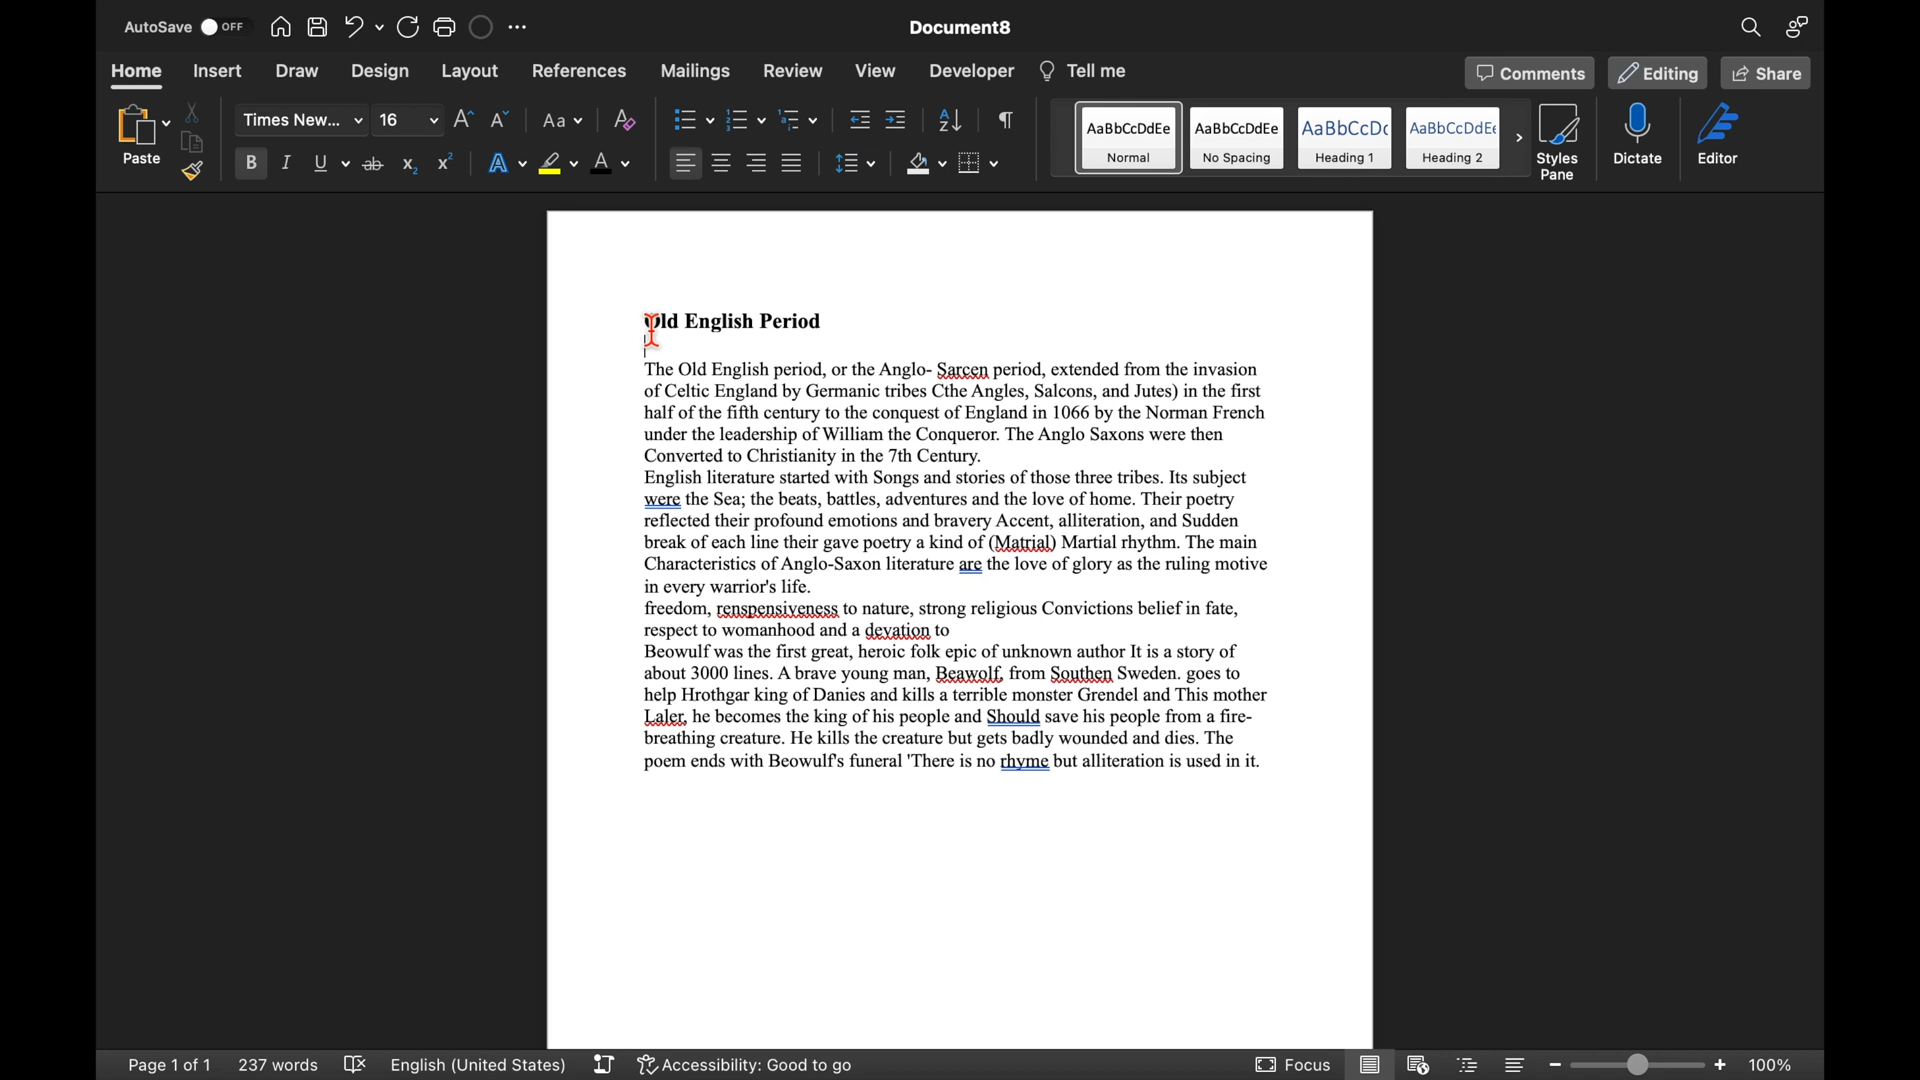 AutoSave OFF Document8
Home Insert Draw Design Layout References Mailings Review View Developer Tell me Comments Editing Share
Paste Times New... 16 Aa AaBbCcDdEe Normal AaBbCcDdEe No Spacing AaBbCcDc Heading 1 AaBbCcDdEe Heading 2 Styles Pane Dictate Editor
Old English Period
The Old English period, or the Anglo- Sarcen period, extended from the invasion
of Celtic England by Germanic tribes Cthe Angles, Salcons, and Jutes) in the first
half of the fifth century to the conquest of England in 1066 by the Norman French
under the leadership of William the Conqueror. The Anglo Saxons were then
Converted to Christianity in the 7th Century.
English literature started with Songs and stories of those three tribes. Its subject
were the Sea; the beats, battles, adventures and the love of home. Their poetry
reflected their profound emotions and bravery Accent, alliteration, and Sudden
break of each line their gave poetry a kind of (Matrial) Martial rhythm. The main
Characteristics of Anglo-Saxon literature are the love of glory as the ruling motive
in every warrior's life.
freedom, renspensiveness to nature, strong religious Convictions belief in fate,
respect to womanhood and a devation to
Beowulf was the first great, heroic folk epic of unknown author It is a story of
about 3000 lines. A brave young man, Beawolf, from Southen Sweden. goes to
help Hrothgar king of Danies and kills a terrible monster Grendel and This mother
Laler, he becomes the king of his people and Should save his people from a fire-
breathing creature. He kills the creature but gets badly wounded and dies. The
poem ends with Beowulf's funeral 'There is no rhyme but alliteration is used in it.
Page 1 of 1 237 words English (United States) Accessibility: Good to go Focus 100%